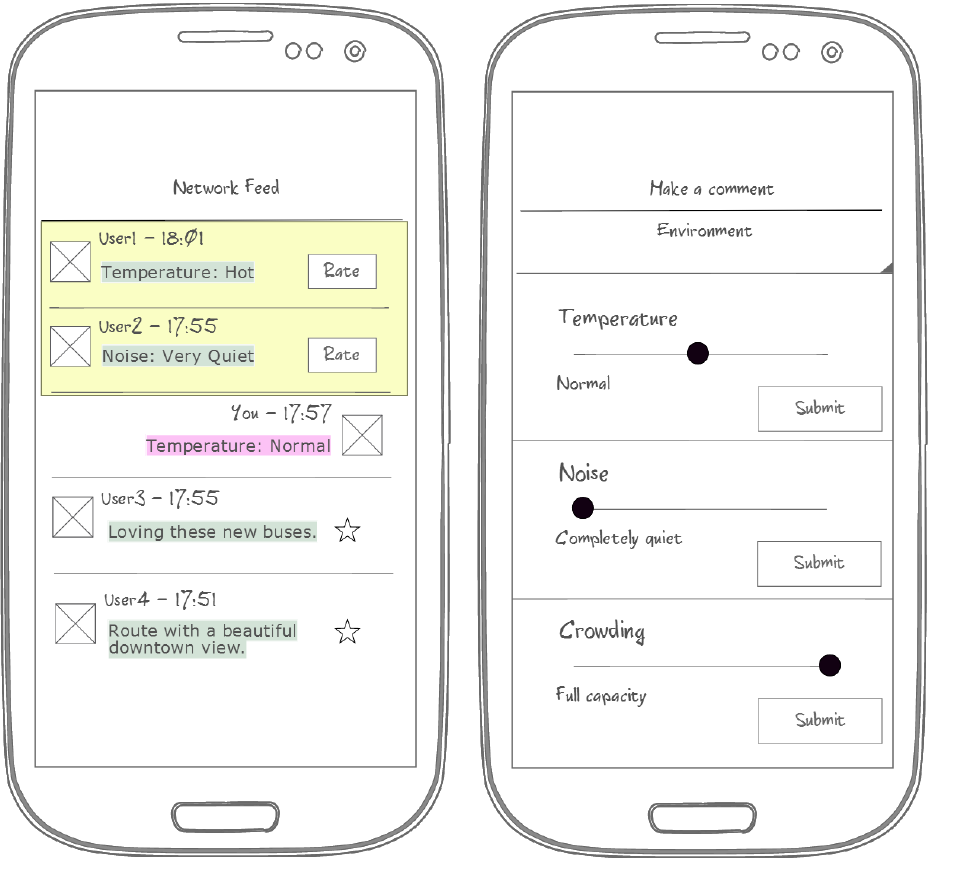 Network Feed
User1 - 18:01
Temperature: Hot
Rate
User2 - 17:55
Noise: Very Quiet
Rate
You - 17:57
Temperature: Normal
User3 - 17:55
Loving these new buses.
User4 - 17:51
Route with a beautiful
downtown view.
Make a comment
Environment
Temperature
Normal
Submit
Noise
Completely quiet
Submit
Crowding
Full capacity
Submit